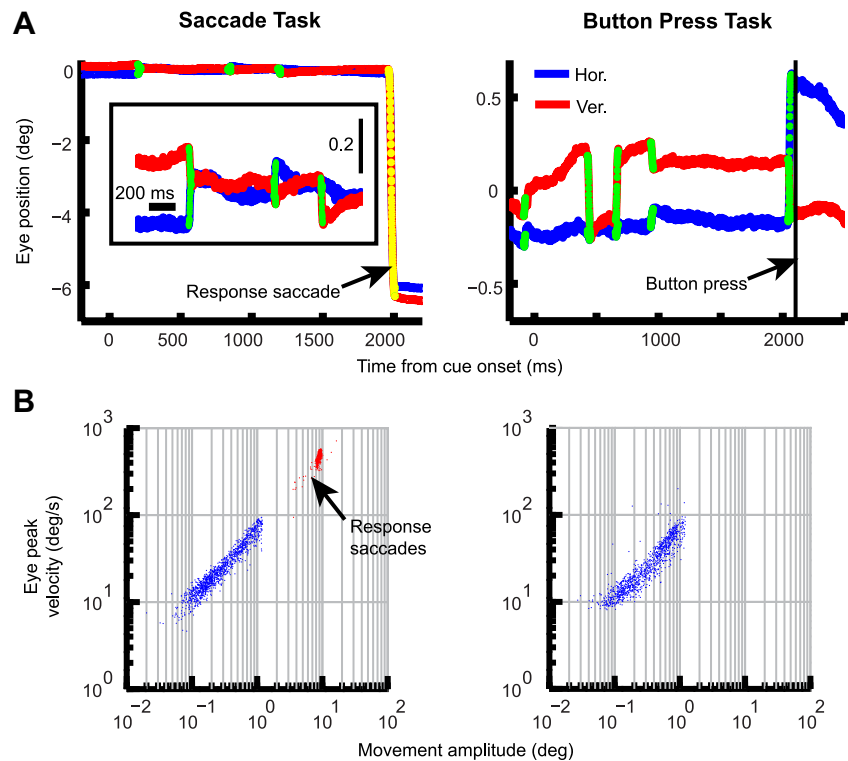 A
Saccade Task
Button Press Task
Eye position (deg)
0
−2
−4
−6
0.2
200 ms
Response saccade
0
500
1000
1500
2000
Hor.
Ver.
0.5
0
−0.5
Button press
0
1000
2000
Time from cue onset (ms)
B
Eye peak
velocity (deg/s)
10^3
10^2
10^1
10^0
Response
saccades
10^−2
10^−1
10^0
10^1
10^2
10^3
10^2
10^1
10^0
10^−2
10^−1
10^0
10^1
10^2
Movement amplitude (deg)